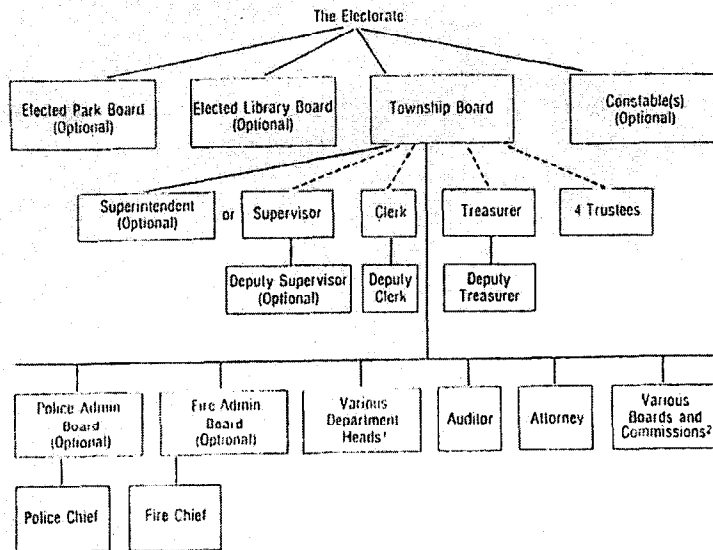 The Electorate
Elected Park Board
(Optional)
Elected Library Board
(Optional)
Township Board
Constable(s)
(Optional)
Superintendent
(Optional)
or
Supervisor
Clerk
Treasurer
4 Trustees
Deputy Supervisor
(Optional)
Deputy
Clerk
Deputy
Treasurer
Police Admin
Board
(Optional)
Fire Admin
Board
(Optional)
Various
Department
Heads¹
Auditor
Attorney
Various
Boards and
Commissions²
Police Chief
Fire Chief